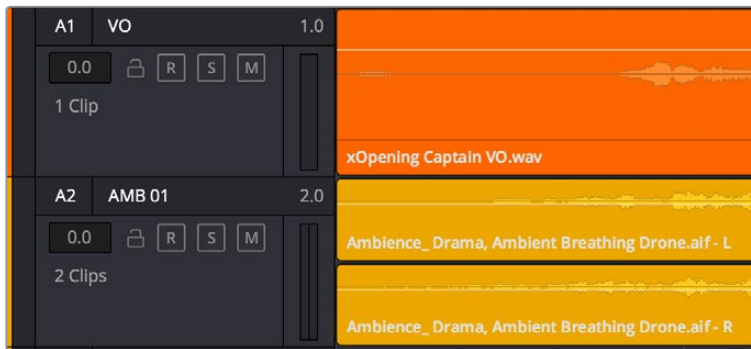 A1 VO 1.0
0.0 R S M
1 Clip
xOpening Captain VO.wav
A2 AMB 01 2.0
0.0 R S M
Ambience_ Drama, Ambient Breathing Drone.aif - L
2 Clips
Ambience_ Drama, Ambient Breathing Drone.aif - R